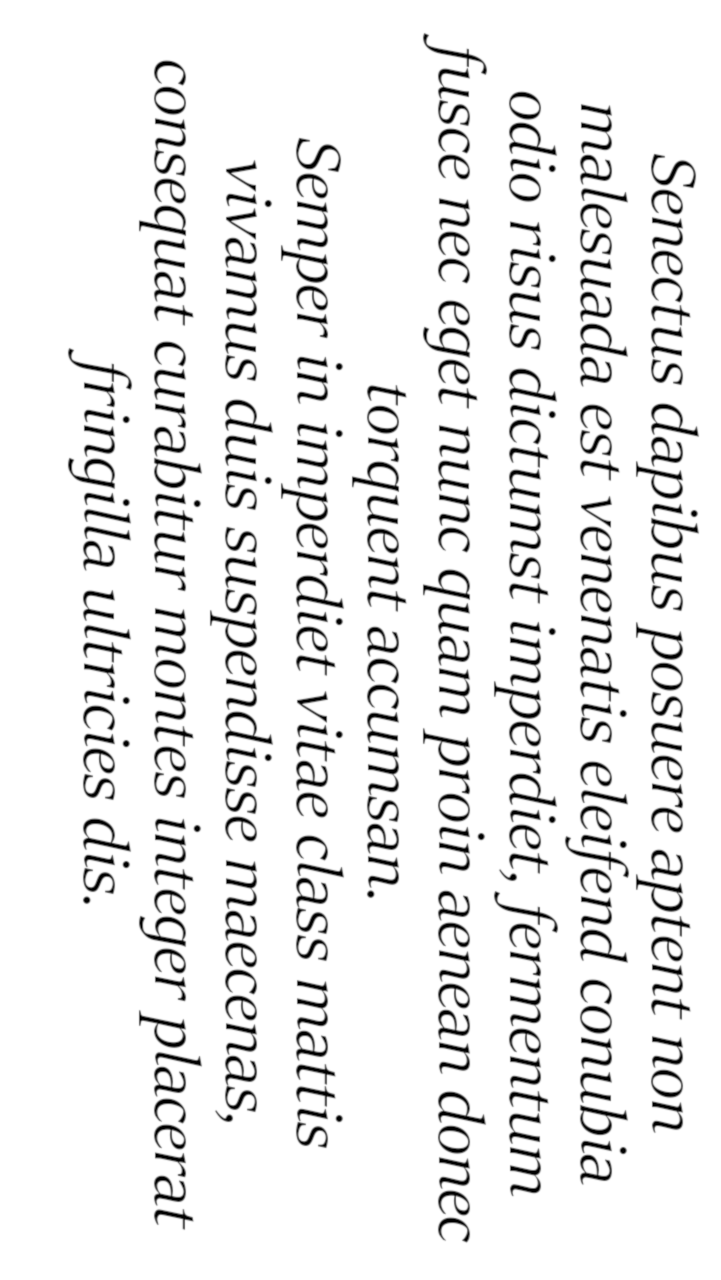 Senectus dapibus posuere aptent non
malesuada est venenatis eleifend conubia
odio risus dictumst imperdiet, fermentum
fusce nec eget nunc quam proin aenean donec
torquent accumsan.
Semper in imperdiet vitae class mattis
vivamus duis suspendisse maecenas,
consequat curabitur montes integer placerat
fringilla ultricies dis.